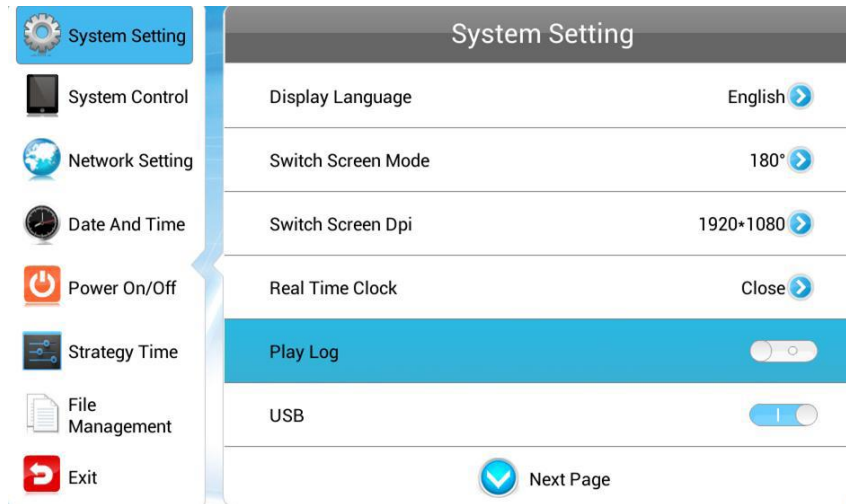 System Setting
System Control
Network Setting
Date And Time
Power On/Off
Strategy Time
File
Management
Exit
System Setting
Display Language English
Switch Screen Mode 180°
Switch Screen Dpi 1920*1080
Real Time Clock Close
Play Log
USB
Next Page